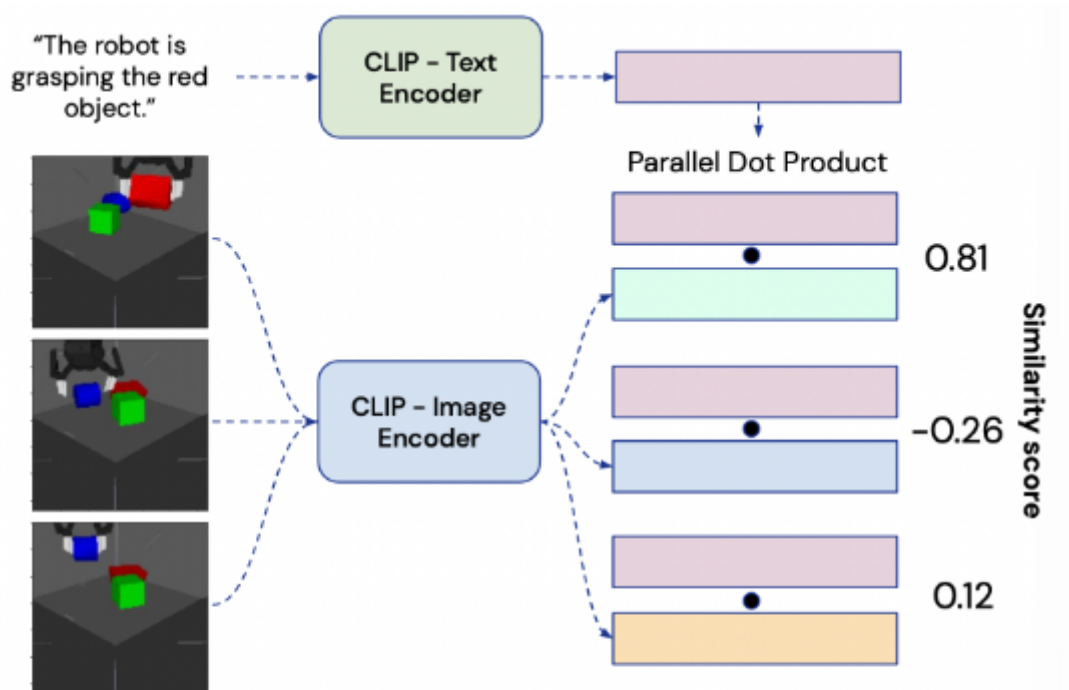 “The robot is
grasping the red
object.”
CLIP - Text
Encoder
Parallel Dot Product
0.81
CLIP - Image
Encoder
-0.26
0.12
Similarity score